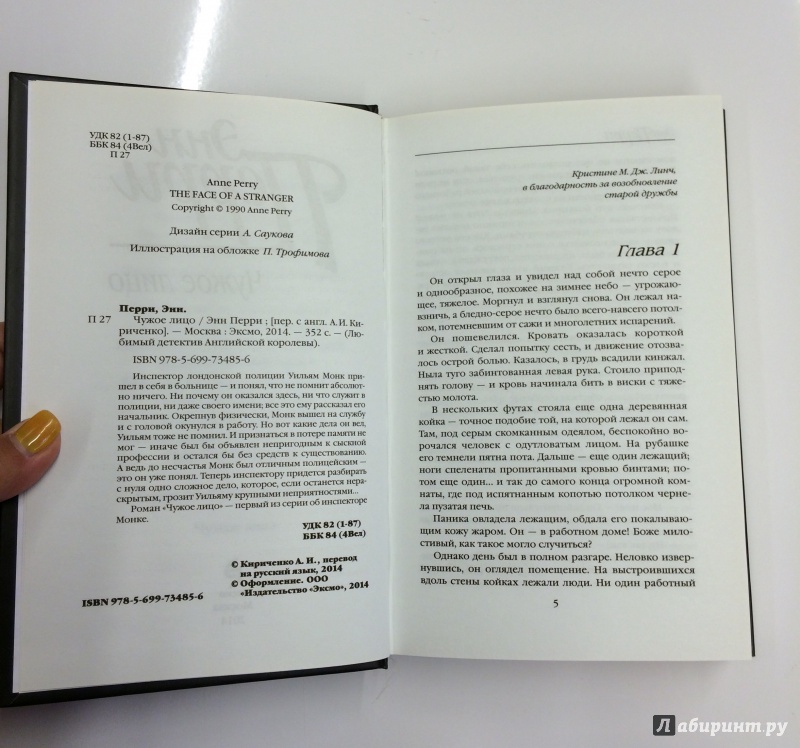 УДК 82 (1-87)
ББК 84 (4Вел)
П 27
Anne Perry
THE FACE OF A STRANGER
Copyright © 1990 Anne Perry
Дизайн серии А. Саукова
Иллюстрация на обложке П. Трофимова
Перри, Энн.
П 27 Чужое лицо / Энн Перри ; [пер. с англ. А.И. Ки-
риченко]. — Москва : Эксмо, 2014. — 352 с. — (Лю-
бимый детектив Английской королевы).
ISBN 978-5-699-73485-6
Инспектор лондонской полиции Уильям Монк при-
шел в себя в больнице — и понял, что не помнит абсолют-
но ничего. Ни почему он оказался здесь, ни что служит в
полиции, ни даже своего имени; все это ему рассказал его
начальник. Окрепнув физически, Монк вышел на службу
и с головой окунулся в работу. Но вот какие дела он вел,
Уильям тоже не помнил. И признаться в потере памяти не
мог — иначе был бы объявлен непригодным к сыскной
профессии и остался бы без средств к существованию.
А ведь до несчастья Монк был отличным полицейским —
это он уже понял. Теперь инспектору придется разбирать
с нуля одно сложное дело, которое, если останется нерас-
крытым, грозит Уильяму крупными неприятностями...
Роман «Чужое лицо» — первый из серии об инспекторе
Монке.
УДК 82 (1-87)
ББК 84 (4Вел)
© Кириченко А. И., перевод
на русский язык, 2014
© Оформление. ООО
«Издательство «Эксмо», 2014
ISBN 978-5-699-73485-6
Кристине М. Дж. Линч,
в благодарность за возобновление
старой дружбы
Глава 1
Он открыл глаза и увидел над собой нечто серое
и однообразное, похожее на зимнее небо — угрожаю-
щее, тяжелое. Моргнул и взглянул снова. Он лежал на-
взничь, а бледно-серое нечто было всего-навсего потол-
ком, потемневшим от сажи и многолетних испарений.
Он пошевелился. Кровать оказалась короткой
и жесткой. Сделал попытку сесть, и движение отозва-
лось острой болью. Казалось, в грудь всадили кинжал.
Ныла туго забинтованная левая рука. Стоило припод-
нять голову — и кровь начинала бить в виски с тяже-
стью молота.
В нескольких футах стояла еще одна деревянная
койка — точное подобие той, на которой лежал он сам.
Там, под серым скомканным одеялом, беспокойно во-
рочался человек с одутловатым лицом. На рубашке
его темнели пятна пота. Дальше — еще один лежащий;
ноги спеленаты пропитанными кровью бинтами; по-
том еще один... и так до самого конца огромной комна-
ты, где под испятнанным копотью потолком черне-
ла пузатая печь.
Паника овладела лежащим, обдала его покалываю-
щим кожу жаром. Он — в работном доме! Боже мило-
стивый, как такое могло случиться?
Однако день был в полном разгаре. Неловко извер-
нувшись, он оглядел помещение. На выстроившихся
вдоль стены койках лежали люди. Ни один работный
5
Лабиринт.ру